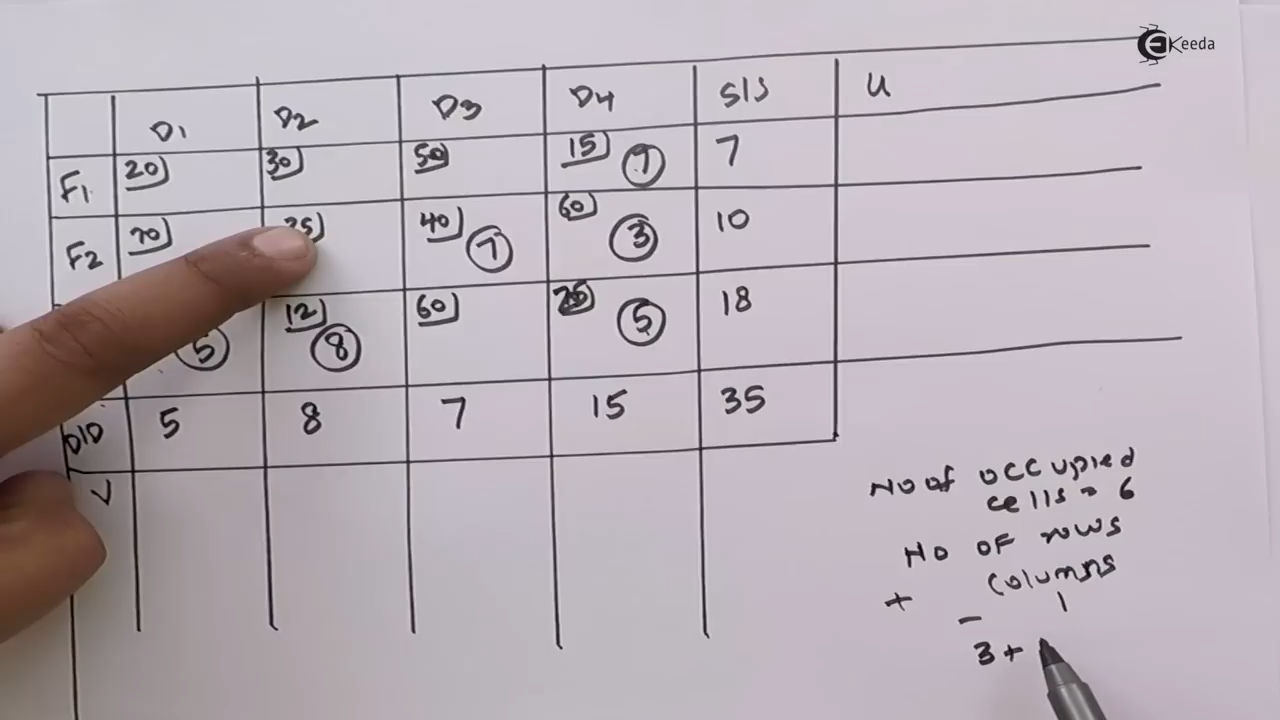 EKeeda
D1 D2 D3 D4 S/S U
F1 20 30 50 15 7 7
F2 70 35 40 7 60 3 10
5 12 8 60 5 18
D/D 5 8 7 15 35
V
No of occupied
cells = 6
No of rows
+ columns
- 1
3 +